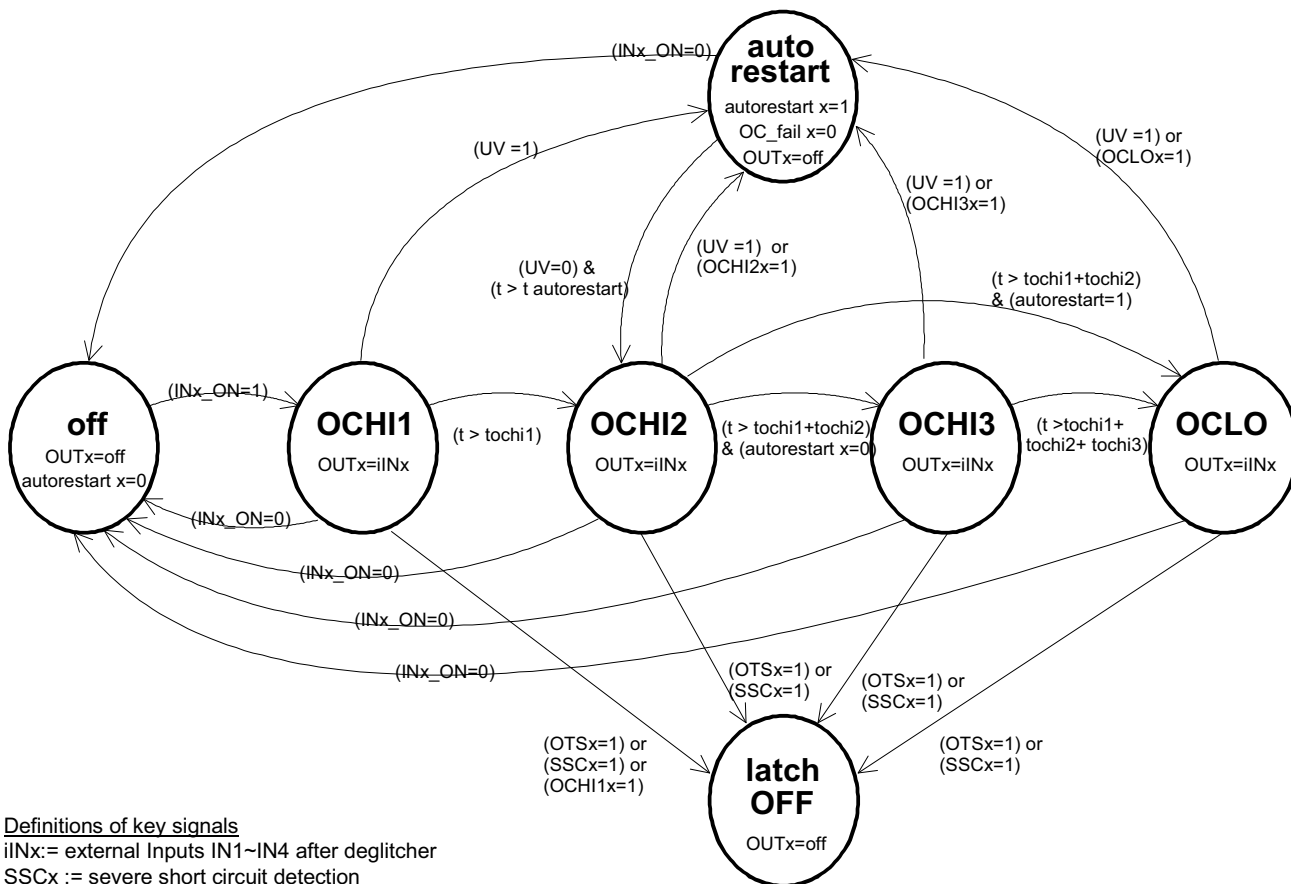 auto
restart
autorestart x=1
OC_fail x=0
OUTx=off
(INx_ON=0)
(UV =1)
(UV =1) or
(OCLOx=1)
(UV =1) or
(OCHI3x=1)
(UV =1) or
(OCHI2x=1)
(UV=0) &
(t > t autorestart)
(t > tochi1+tochi2)
& (autorestart=1)
off
OUTx=off
autorestart x=0
(INx_ON=1)
OCHI1
OUTx=iINx
(t > tochi1)
OCHI2
OUTx=iINx
(t > tochi1+tochi2)
& (autorestart x=0)
OCHI3
OUTx=iINx
(t >tochi1+
tochi2+ tochi3)
OCLO
OUTx=iINx
(INx_ON=0)
(INx_ON=0)
(INx_ON=0)
(INx_ON=0)
(OTSx=1) or
(SSCx=1) or
(OCHI1x=1)
(OTSx=1) or
(SSCx=1)
(OTSx=1) or
(SSCx=1)
(OTSx=1) or
(SSCx=1)
latch
OFF
OUTx=off
Definitions of key signals
iINx:= external Inputs IN1~IN4 after deglitcher
SSCx := severe short circuit detection